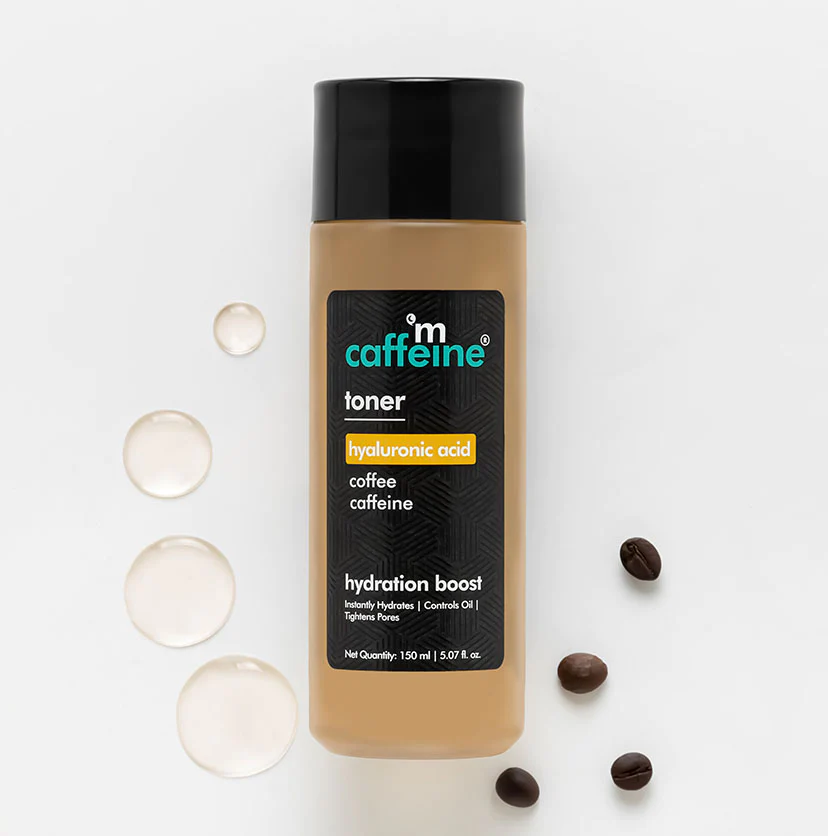 'm
caffeine®
toner
hyaluronic acid
coffee
caffeine
hydration boost
Instantly Hydrates | Controls Oil |
Tightens Pores
Net Quantity: 150 ml | 5.07 fl. oz.